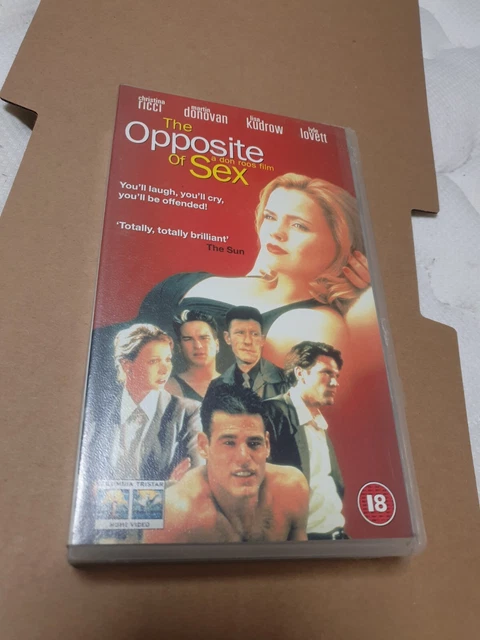 christina ricci
martin donovan
lisa kudrow
lyle lovett
The
Opposite
a don roos film
Of Sex
You'll laugh, you'll cry,
you'll be offended!
'Totally, totally brilliant'
The Sun
COLUMBIA TRISTAR
HOME VIDEO
18